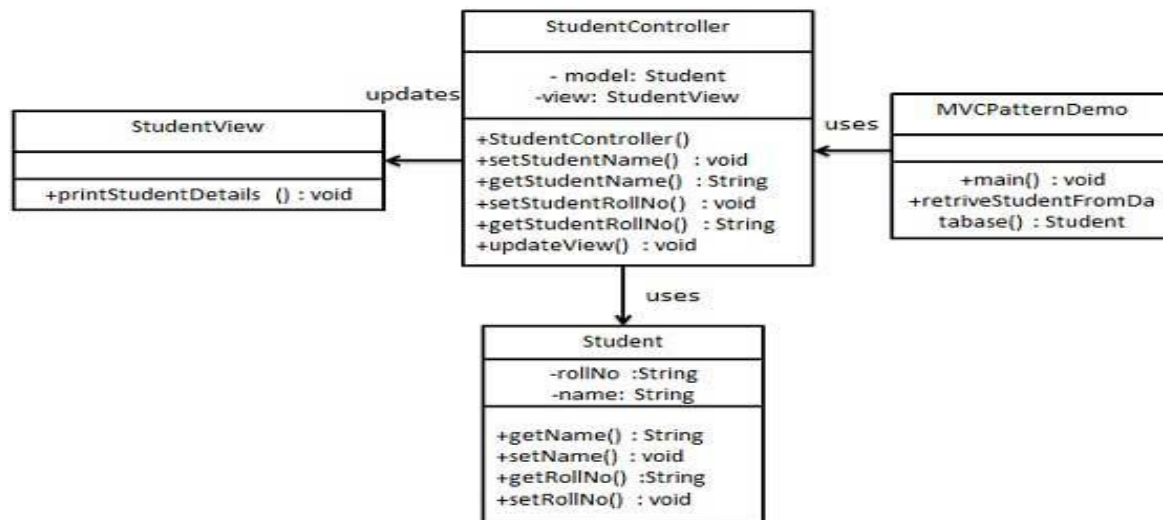 StudentController
- model: Student
-view: StudentView
+StudentController()
+setStudentName() : void
+getStudentName() : String
+setStudentRollNo() : void
+getStudentRollNo() : String
+updateView() : void
updates
StudentView
+printStudentDetails () : void
uses
MVCPatternDemo
+main() : void
+retriveStudentFromDa
tabase() : Student
uses
Student
-rollNo :String
-name: String
+getName() : String
+setName() : void
+getRollNo() :String
+setRollNo() : void